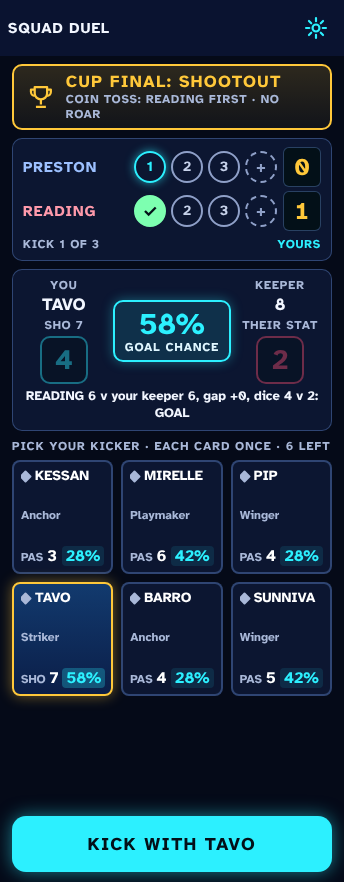 SQUAD DUEL
CUP FINAL: SHOOTOUT
COIN TOSS: READING FIRST · NO
ROAR
PRESTON 1 2 3 + 0
READING ✓ 2 3 + 1
KICK 1 OF 3 YOURS
YOU
TAVO
SHO 7
4
58%
GOAL CHANCE
KEEPER
8
THEIR STAT
2
READING 6 v your keeper 6, gap +0, dice 4 v 2:
GOAL
PICK YOUR KICKER · EACH CARD ONCE · 6 LEFT
KESSAN
Anchor
PAS 3 28%
MIRELLE
Playmaker
PAS 6 42%
PIP
Winger
PAS 4 28%
TAVO
Striker
SHO 7 58%
BARRO
Anchor
PAS 4 28%
SUNNIVA
Winger
PAS 5 42%
KICK WITH TAVO